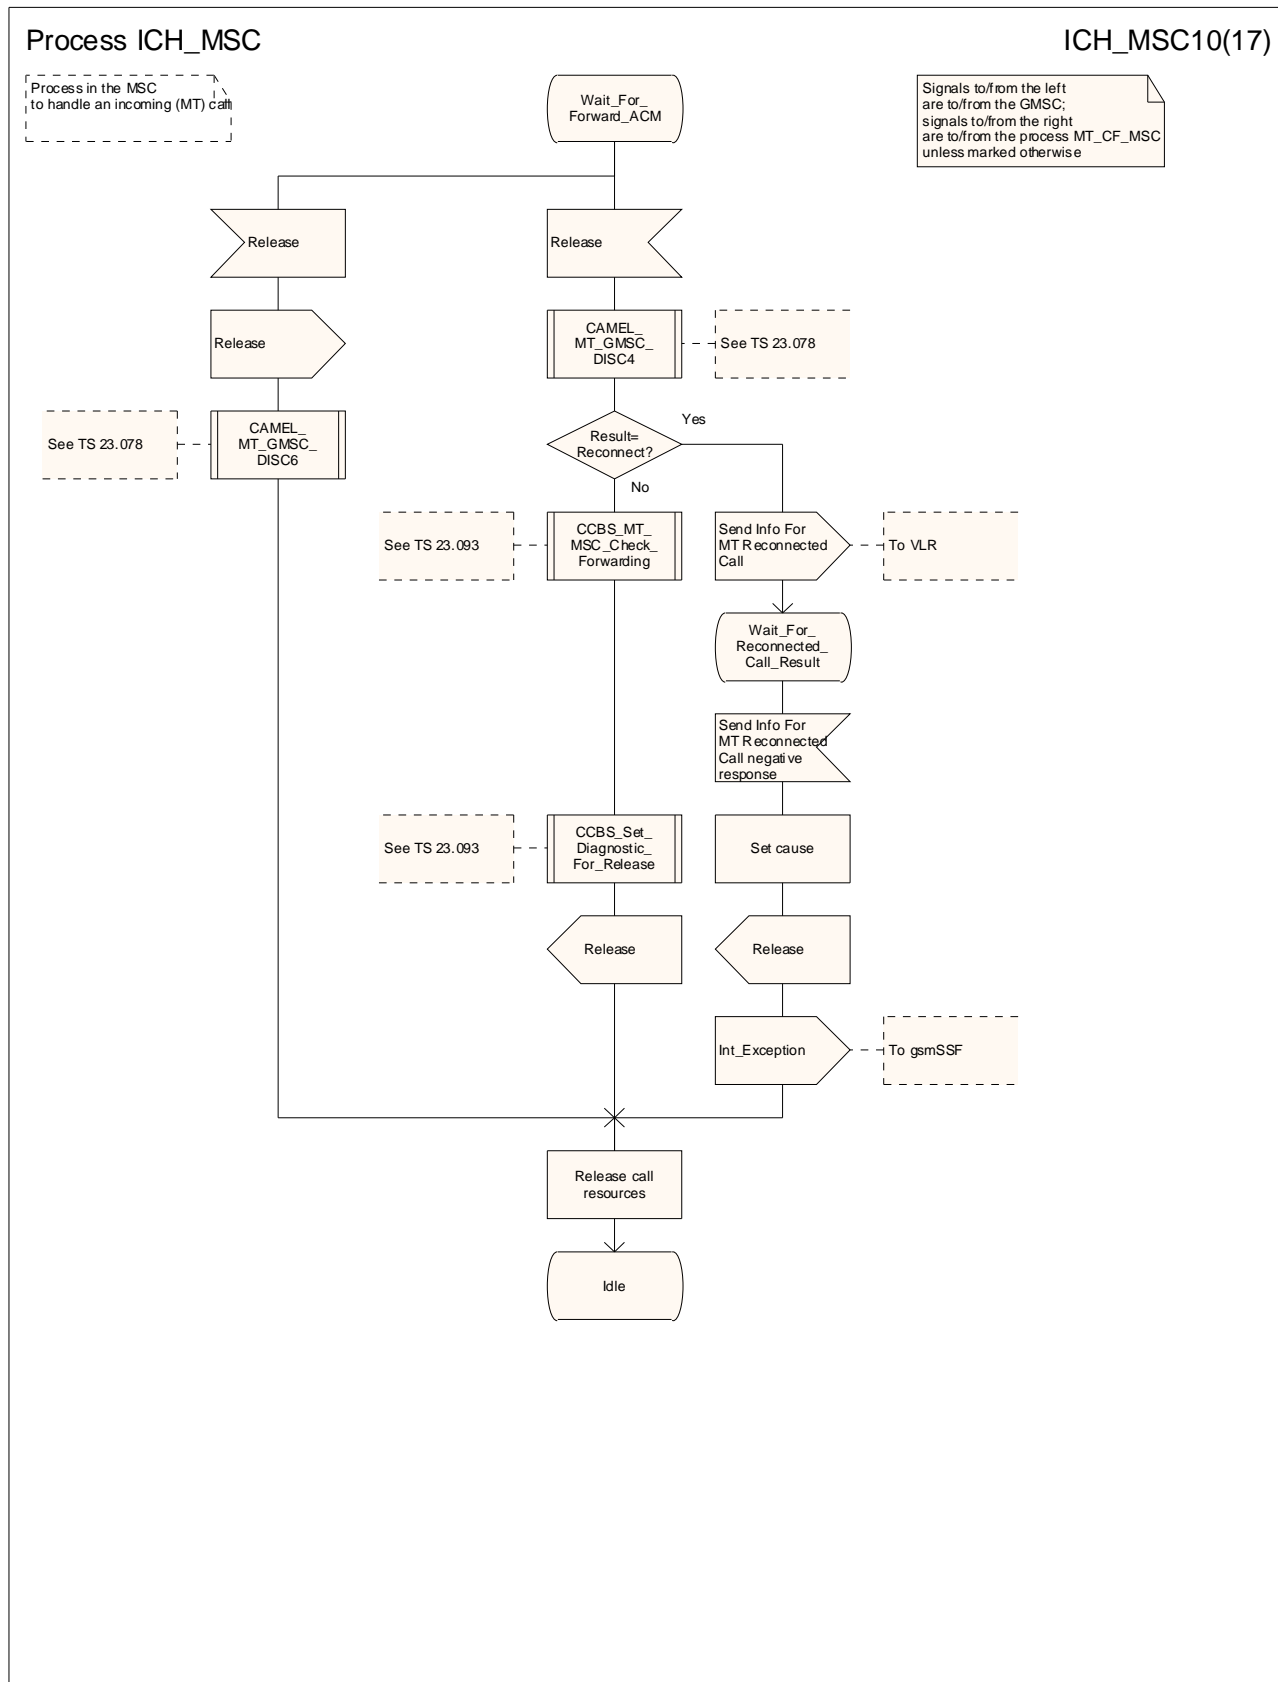 Process ICH_MSC
ICH_MSC10(17)
Process in the MSC
to handle an incoming (MT) call
Wait_For_
Forward_ACM
Signals to/from the left
are to/from the GMSC;
signals to/from the right
are to/from the process MT_CF_MSC
unless marked otherwise
Release
Release
Release
CAMEL_
MT_GMSC_
DISC4
See TS 23.078
See TS 23.078
CAMEL_
MT_GMSC_
DISC6
Result=
Reconnect?
Yes
No
See TS 23.093
CCBS_MT_
MSC_Check_
Forwarding
Send Info For
MT Reconnected
Call
To VLR
Wait_For_
Reconnected_
Call_Result
Send Info For
MT Reconnected
Call negative
response
See TS 23.093
CCBS_Set_
Diagnostic_
For_Release
Set cause
Release
Release
Int_Exception
To gsmSSF
Release call
resources
Idle